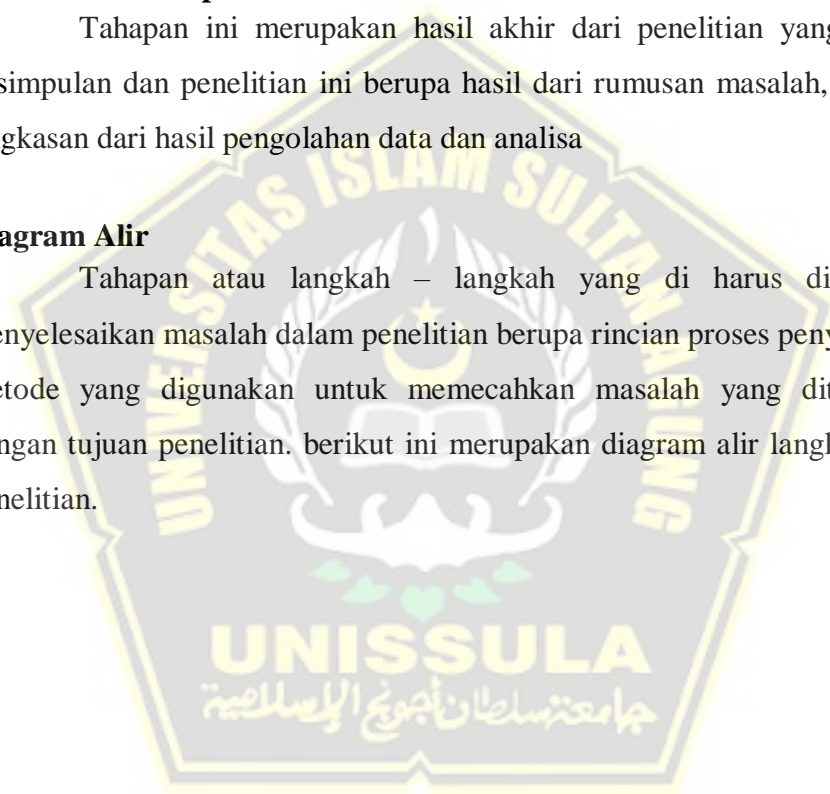 Tahapan ini merupakan hasil akhir dari penelitian yang
simpulan dan penelitian ini berupa hasil dari rumusan masalah,
gkasan dari hasil pengolahan data dan analisa
agram Alir
Tahapan atau langkah – langkah yang di harus di
enyelesaikan masalah dalam penelitian berupa rincian proses peny
etode yang digunakan untuk memecahkan masalah yang dit
ngan tujuan penelitian. berikut ini merupakan diagram alir langk
nelitian.
UNIVERSITAS ISLAM SULTAN AGUNG
UNISSULA
جامعة سلطان أجونج الإسلامية